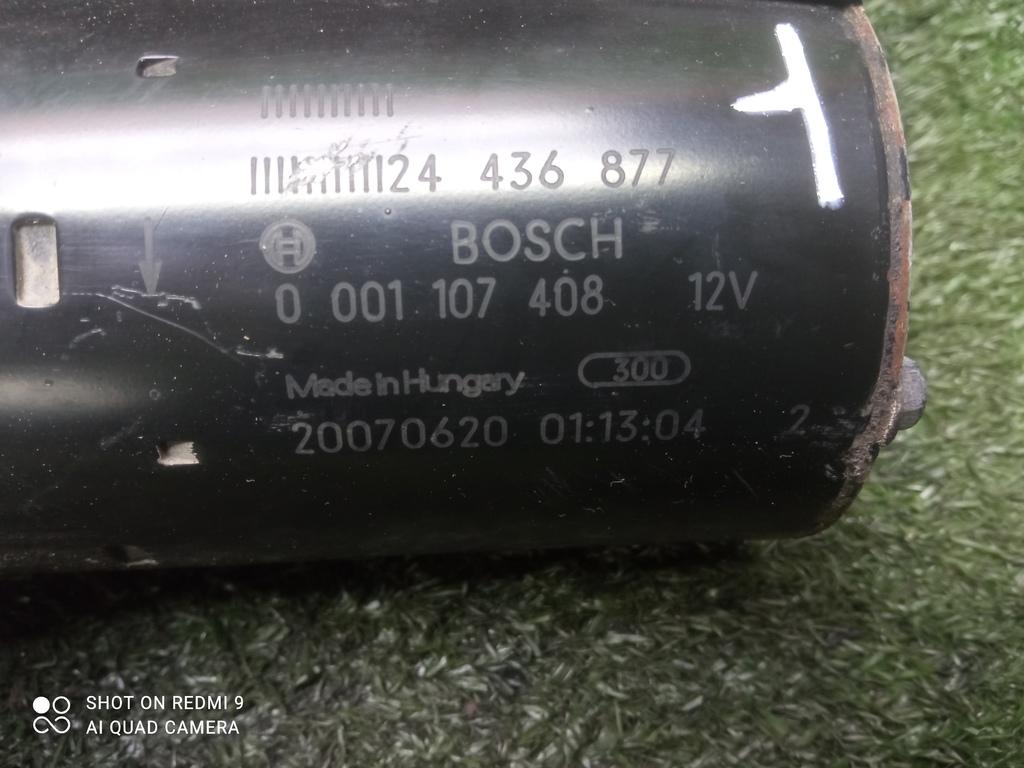 24 436 877
BOSCH
0 001 107 408 12V
Made in Hungary 300
20070620 01:13:04 2
SHOT ON REDMI 9
AI QUAD CAMERA